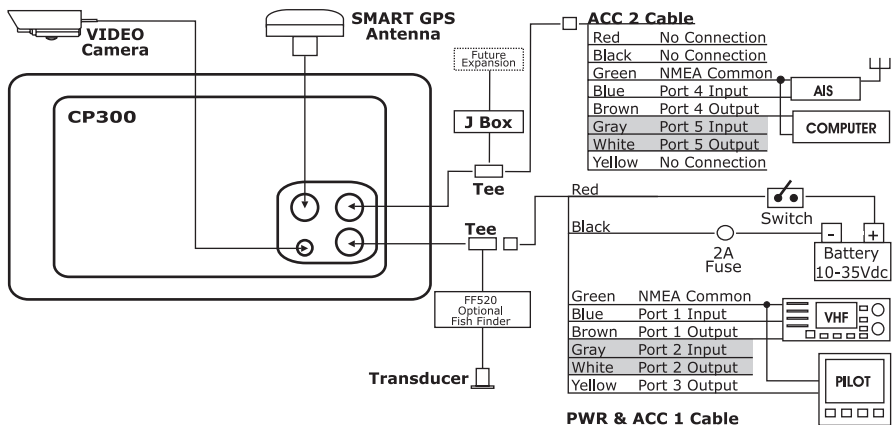 VIDEO
Camera
SMART GPS
Antenna
CP300
Future
Expansion
J Box
Tee
Tee
FF520
Optional
Fish Finder
Transducer
ACC 2 Cable
Red No Connection
Black No Connection
Green NMEA Common
Blue Port 4 Input
Brown Port 4 Output
Gray Port 5 Input
White Port 5 Output
Yellow No Connection
AIS
COMPUTER
Red
Switch
Black
2A
Fuse
- +
Battery
10-35Vdc
Green NMEA Common
Blue Port 1 Input
Brown Port 1 Output
Gray Port 2 Input
White Port 2 Output
Yellow Port 3 Output
VHF
PILOT
PWR & ACC 1 Cable